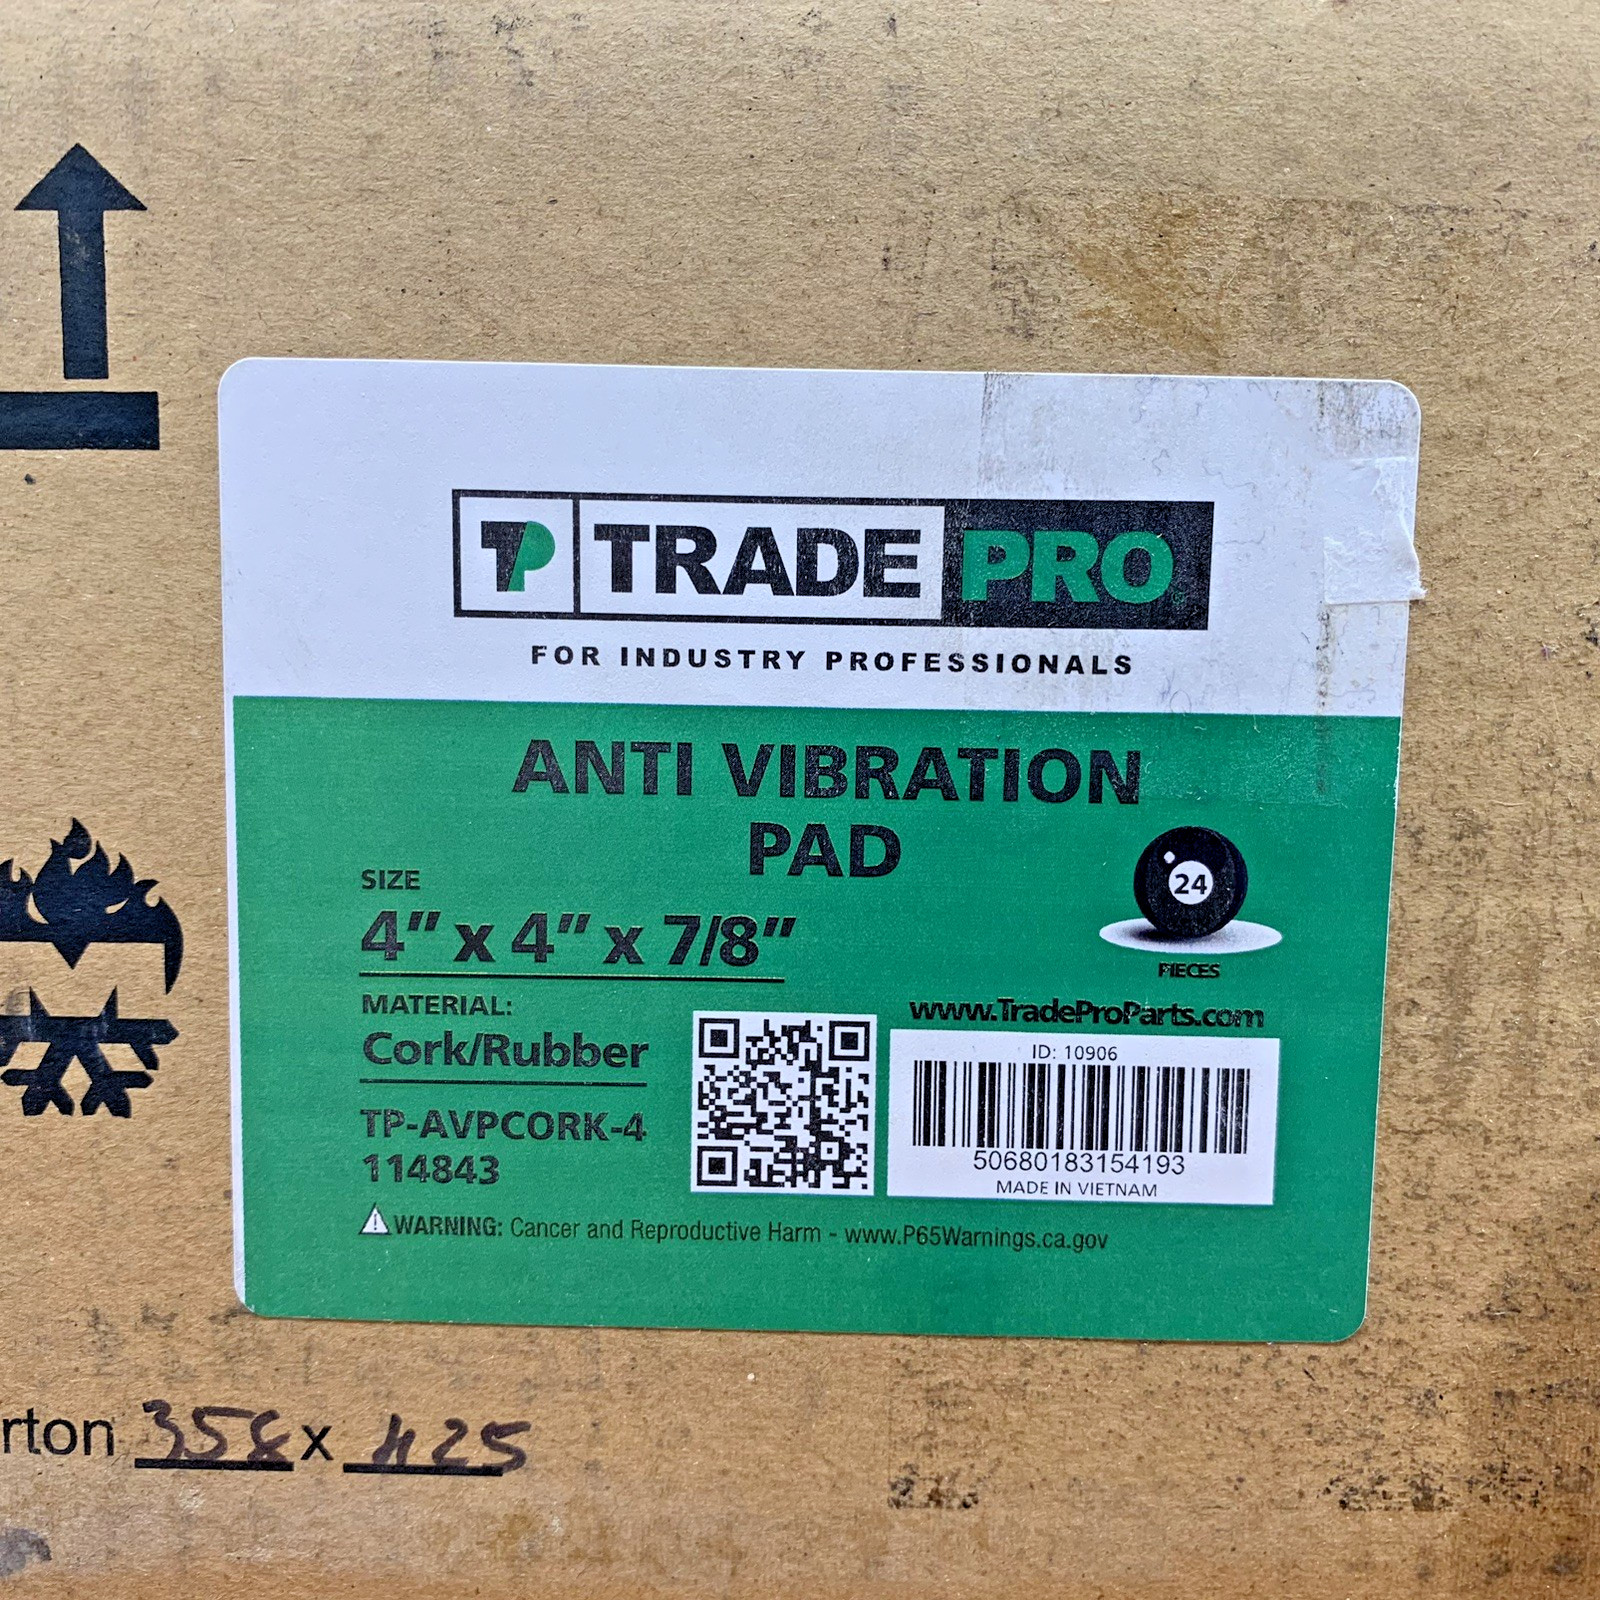 TP TRADE PRO
FOR INDUSTRY PROFESSIONALS
ANTI VIBRATION
PAD
SIZE
4" x 4" x 7/8"
24
PIECES
MATERIAL:
Cork/Rubber
TP-AVPCORK-4
114843
www.TradeProParts.com
ID: 10906
50680183154193
MADE IN VIETNAM
WARNING: Cancer and Reproductive Harm - www.P65Warnings.ca.gov
rton 358 x 425